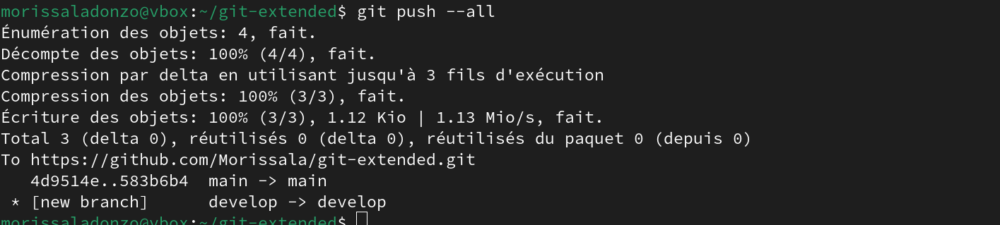 morissaladonzo@vbox:~/git-extended$ git push --all
Énumération des objets: 4, fait.
Décompte des objets: 100% (4/4), fait.
Compression par delta en utilisant jusqu'à 3 fils d'exécution
Compression des objets: 100% (3/3), fait.
Écriture des objets: 100% (3/3), 1.12 Kio | 1.13 Mio/s, fait.
Total 3 (delta 0), réutilisés 0 (delta 0), réutilisés du paquet 0 (depuis 0)
To https://github.com/Morissala/git-extended.git
   4d9514e..583b6b4  main -> main
 * [new branch]      develop -> develop
morissaladonzo@vbox:~/git-extended$